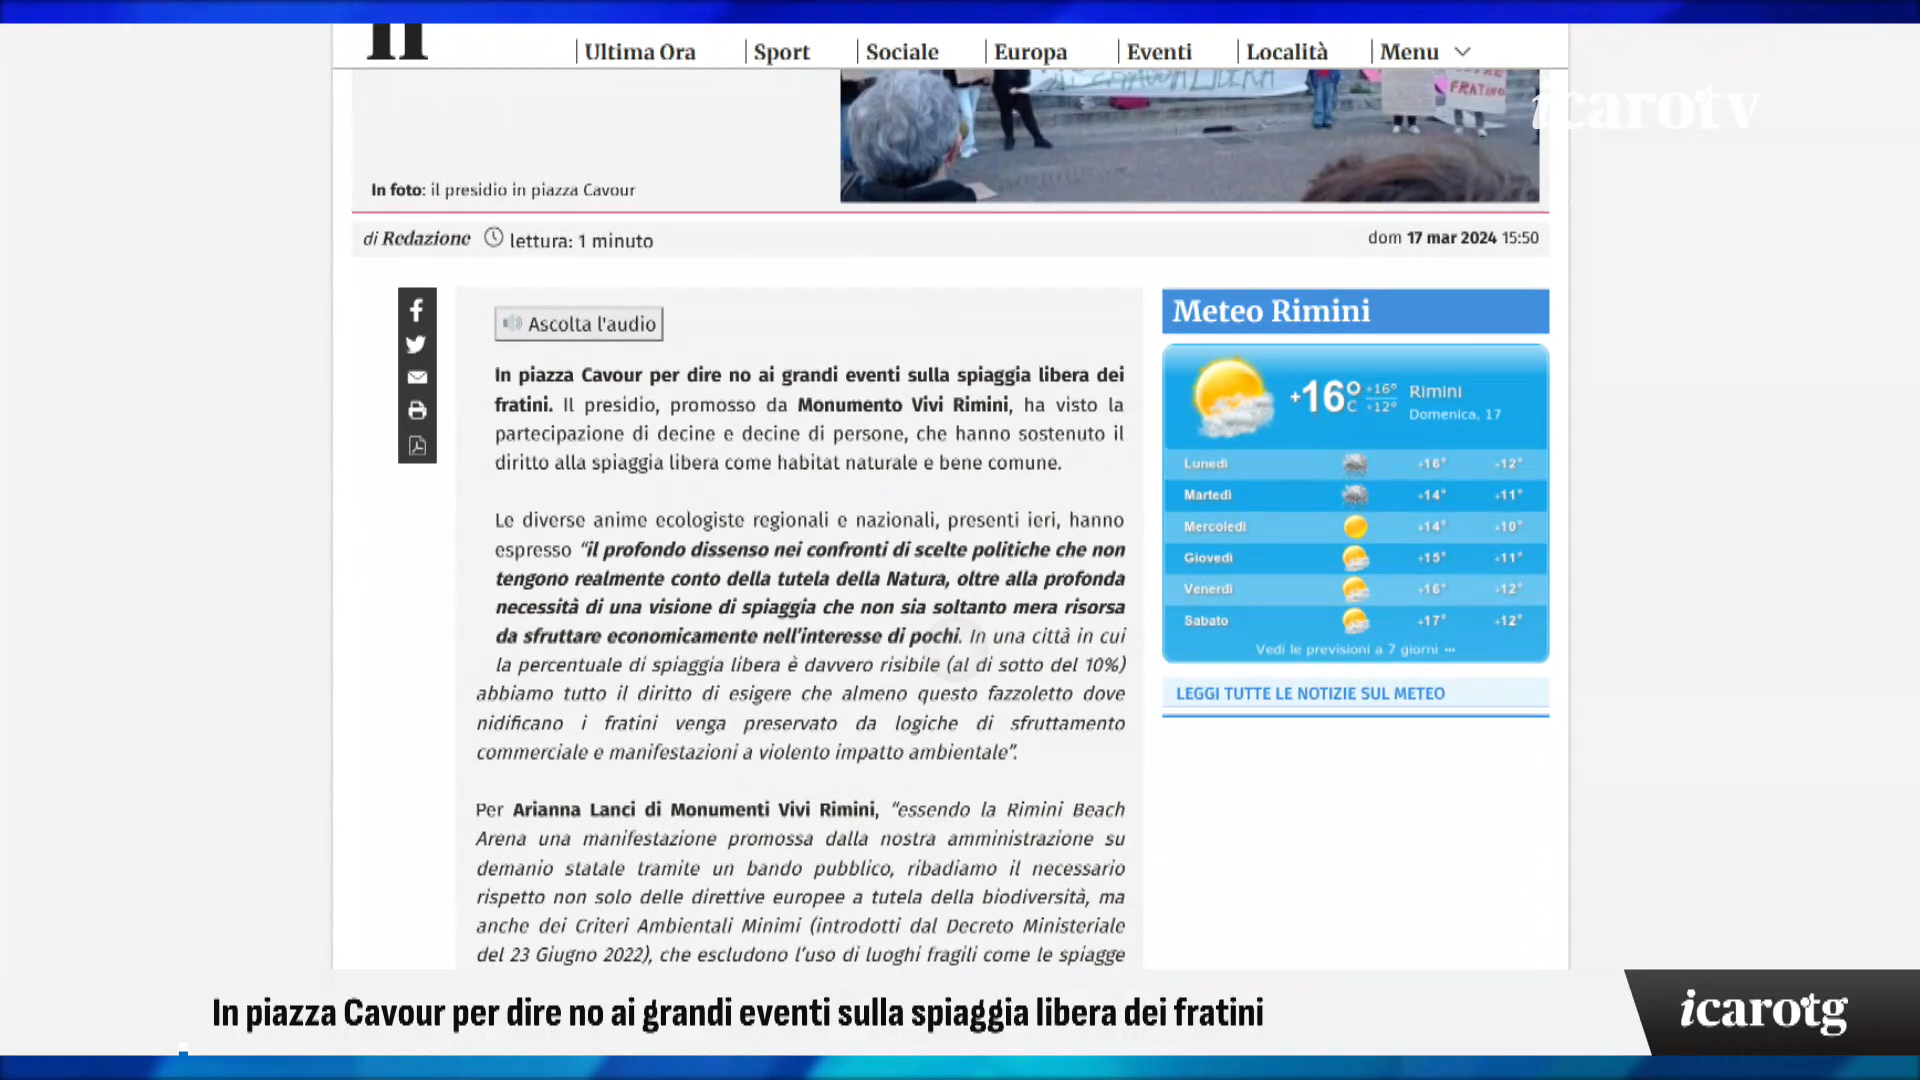 Ultima Ora
Sport
Sociale
Europa
Eventi
Località
Menu
FRATINO
icarotv
In foto: il presidio in piazza Cavour
di Redazione lettura: 1 minuto
dom 17 mar 2024 15:50
Ascolta l'audio
In piazza Cavour per dire no ai grandi eventi sulla spiaggia libera dei
fratini. Il presidio, promosso da Monumento Vivi Rimini, ha visto la
partecipazione di decine e decine di persone, che hanno sostenuto il
diritto alla spiaggia libera come habitat naturale e bene comune.
Le diverse anime ecologiste regionali e nazionali, presenti ieri, hanno
espresso “il profondo dissenso nei confronti di scelte politiche che non
tengono realmente conto della tutela della Natura, oltre alla profonda
necessità di una visione di spiaggia che non sia soltanto mera risorsa
da sfruttare economicamente nell’interesse di pochi. In una città in cui
la percentuale di spiaggia libera è davvero risibile (al di sotto del 10%)
abbiamo tutto il diritto di esigere che almeno questo fazzoletto dove
nidificano i fratini venga preservato da logiche di sfruttamento
commerciale e manifestazioni a violento impatto ambientale”.
Per Arianna Lanci di Monumenti Vivi Rimini, “essendo la Rimini Beach
Arena una manifestazione promossa dalla nostra amministrazione su
demanio statale tramite un bando pubblico, ribadiamo il necessario
rispetto non solo delle direttive europee a tutela della biodiversità, ma
anche dei Criteri Ambientali Minimi (introdotti dal Decreto Ministeriale
del 23 Giugno 2022), che escludono l’uso di luoghi fragili come le spiagge
Meteo Rimini
+16°C +16° +12° Rimini
Domenica, 17
Lunedì +16° +12°
Martedì +14° +11°
Mercoledì +14° +10°
Giovedì +15° +11°
Venerdì +16° +12°
Sabato +17° +12°
Vedi le previsioni a 7 giorni ...
LEGGI TUTTE LE NOTIZIE SUL METEO
In piazza Cavour per dire no ai grandi eventi sulla spiaggia libera dei fratini
icarotg